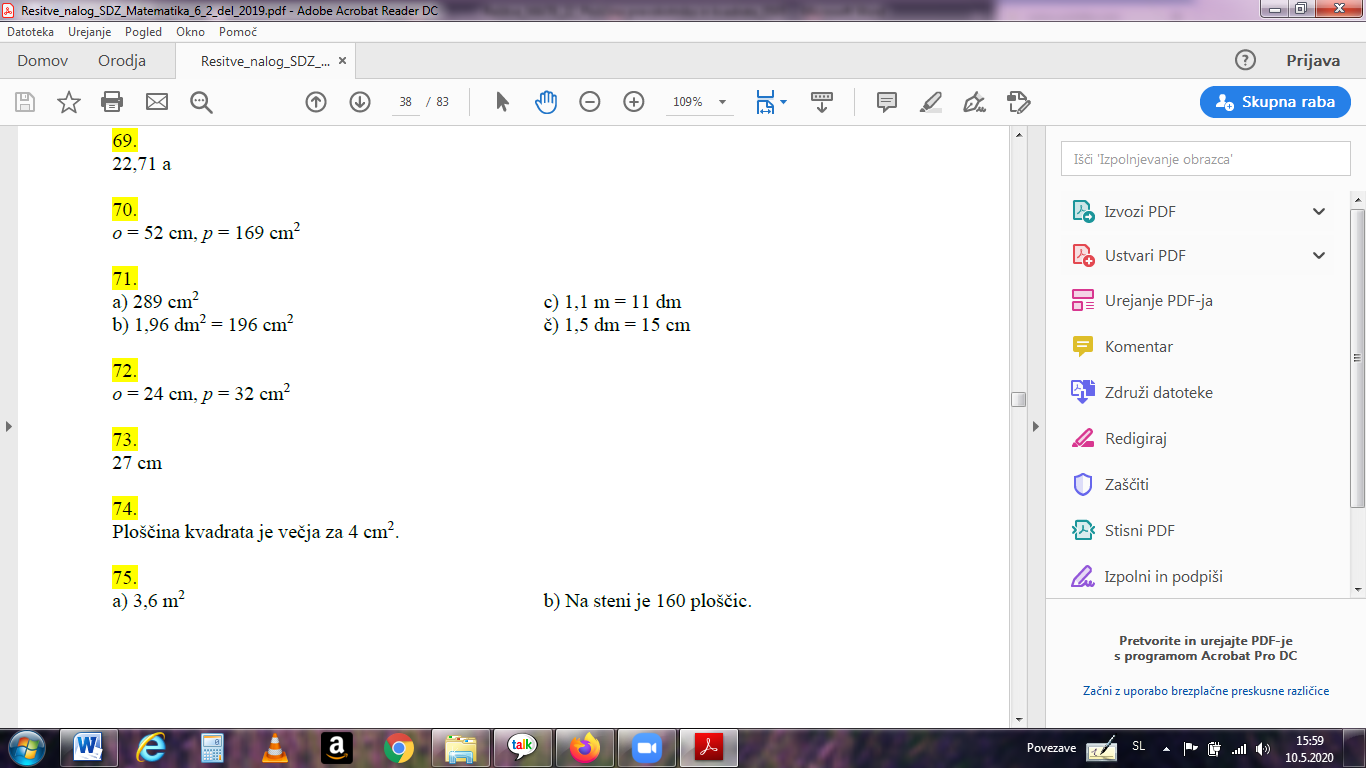 Resitve_nalog_SDZ_Matematika_6_2_del_2019.pdf - Adobe Acrobat Reader DC
Datoteka Urejanje Pogled Okno Pomoč
Domov Orodja Resitve_nalog_SDZ_... × Prijava
38 / 83 109% Skupna raba
69.
22,71 a
70.
o = 52 cm, p = 169 cm²
71.
a) 289 cm² c) 1,1 m = 11 dm
b) 1,96 dm² = 196 cm² č) 1,5 dm = 15 cm
72.
o = 24 cm, p = 32 cm²
73.
27 cm
74.
Ploščina kvadrata je večja za 4 cm².
75.
a) 3,6 m² b) Na steni je 160 ploščic.
Išči 'Izpolnjevanje obrazca'
Izvozi PDF
Ustvari PDF
Urejanje PDF-ja
Komentar
Združi datoteke
Redigiraj
Zaščiti
Stisni PDF
Izpolni in podpiši
Pretvorite in urejajte PDF-je
s programom Acrobat Pro DC
Začni z uporabo brezplačne preskusne različice
talk
Povezave SL 15:59
10.5.2020